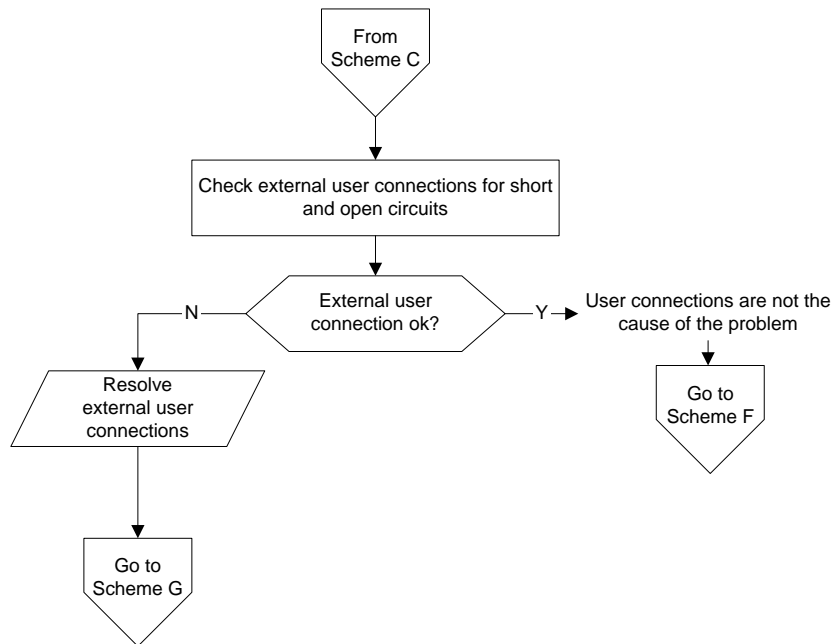 From
Scheme C
Check external user connections for short
and open circuits
External user
connection ok?
N
Y
User connections are not the
cause of the problem
Resolve
external user
connections
Go to
Scheme F
Go to
Scheme G